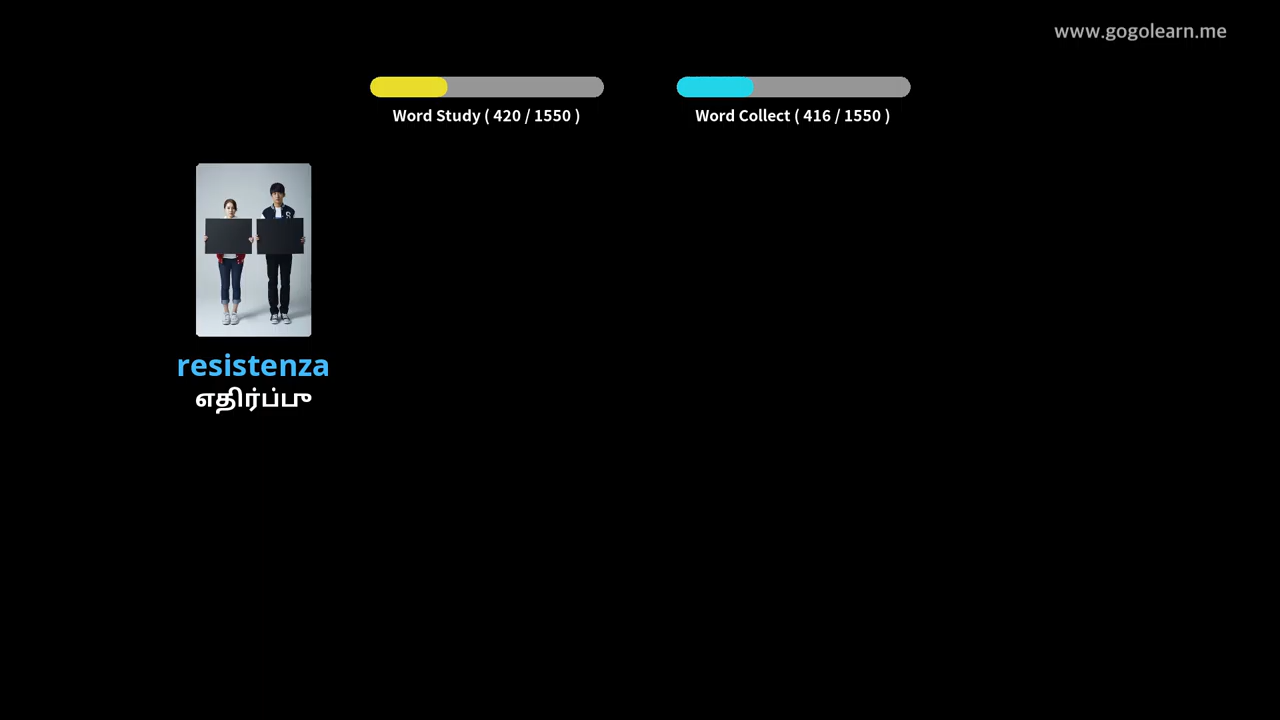 www.gogolearn.me
Word Study ( 420 / 1550 )
Word Collect ( 416 / 1550 )
resistenza
எதிர்ப்பு